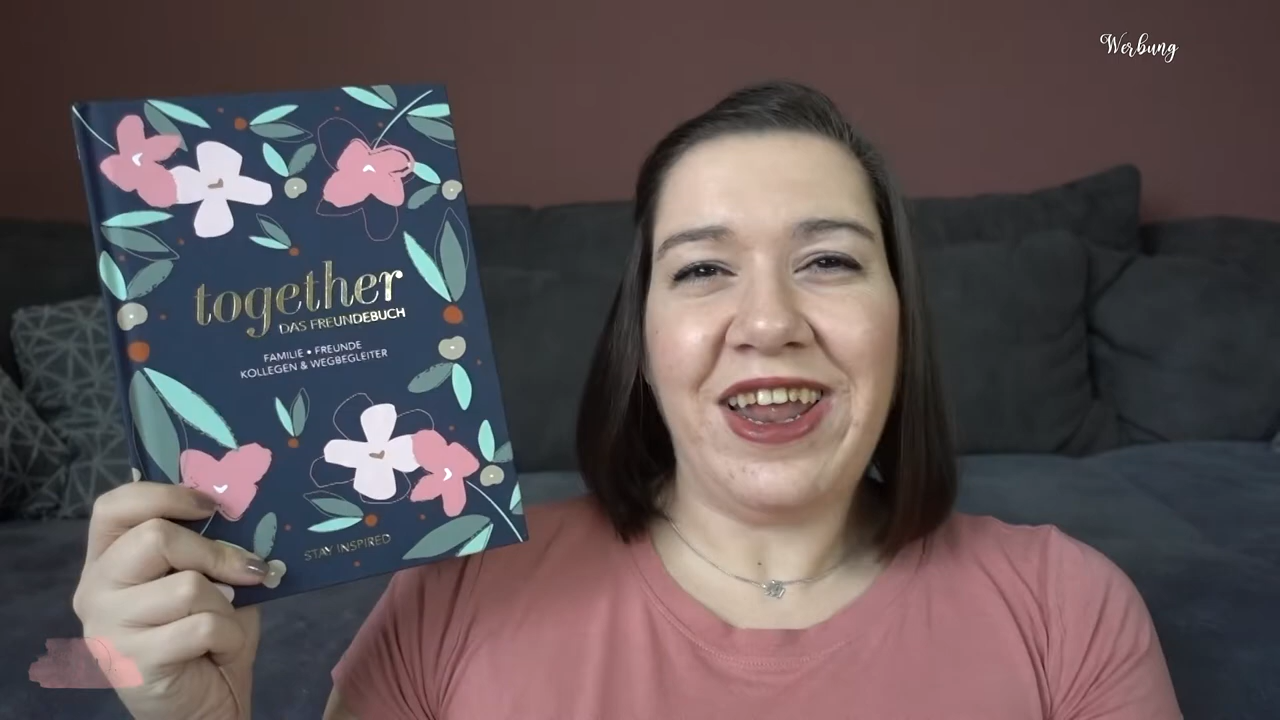 Werbung
together
DAS FREUNDEBUCH
FAMILIE • FREUNDE
KOLLEGEN & WEGBEGLEITER
STAY INSPIRED